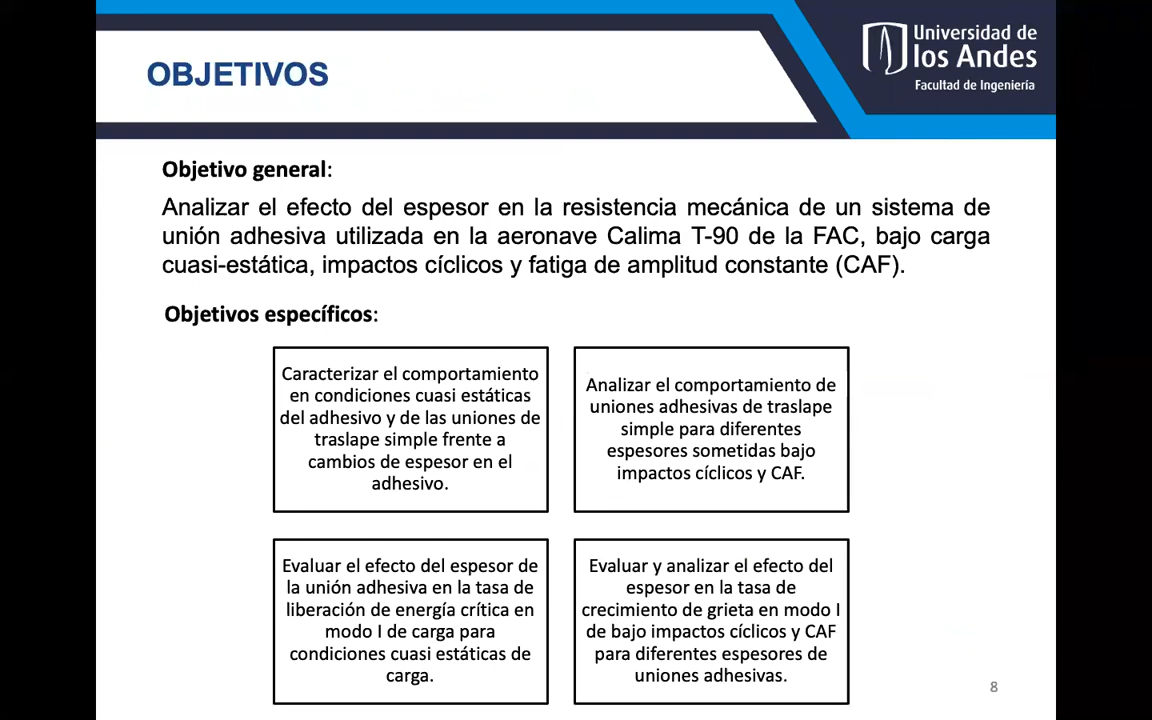 OBJETIVOS
Universidad de
los Andes
Facultad de Ingeniería
Objetivo general:
Analizar el efecto del espesor en la resistencia mecánica de un sistema de
unión adhesiva utilizada en la aeronave Calima T-90 de la FAC, bajo carga
cuasi-estática, impactos cíclicos y fatiga de amplitud constante (CAF).
Objetivos específicos:
Caracterizar el comportamiento
en condiciones cuasi estáticas
del adhesivo y de las uniones de
traslape simple frente a
cambios de espesor en el
adhesivo.
Analizar el comportamiento de
uniones adhesivas de traslape
simple para diferentes
espesores sometidas bajo
impactos cíclicos y CAF.
Evaluar el efecto del espesor de
la unión adhesiva en la tasa de
liberación de energía crítica en
modo I de carga para
condiciones cuasi estáticas de
carga.
Evaluar y analizar el efecto del
espesor en la tasa de
crecimiento de grieta en modo I
de bajo impactos cíclicos y CAF
para diferentes espesores de
uniones adhesivas.
8